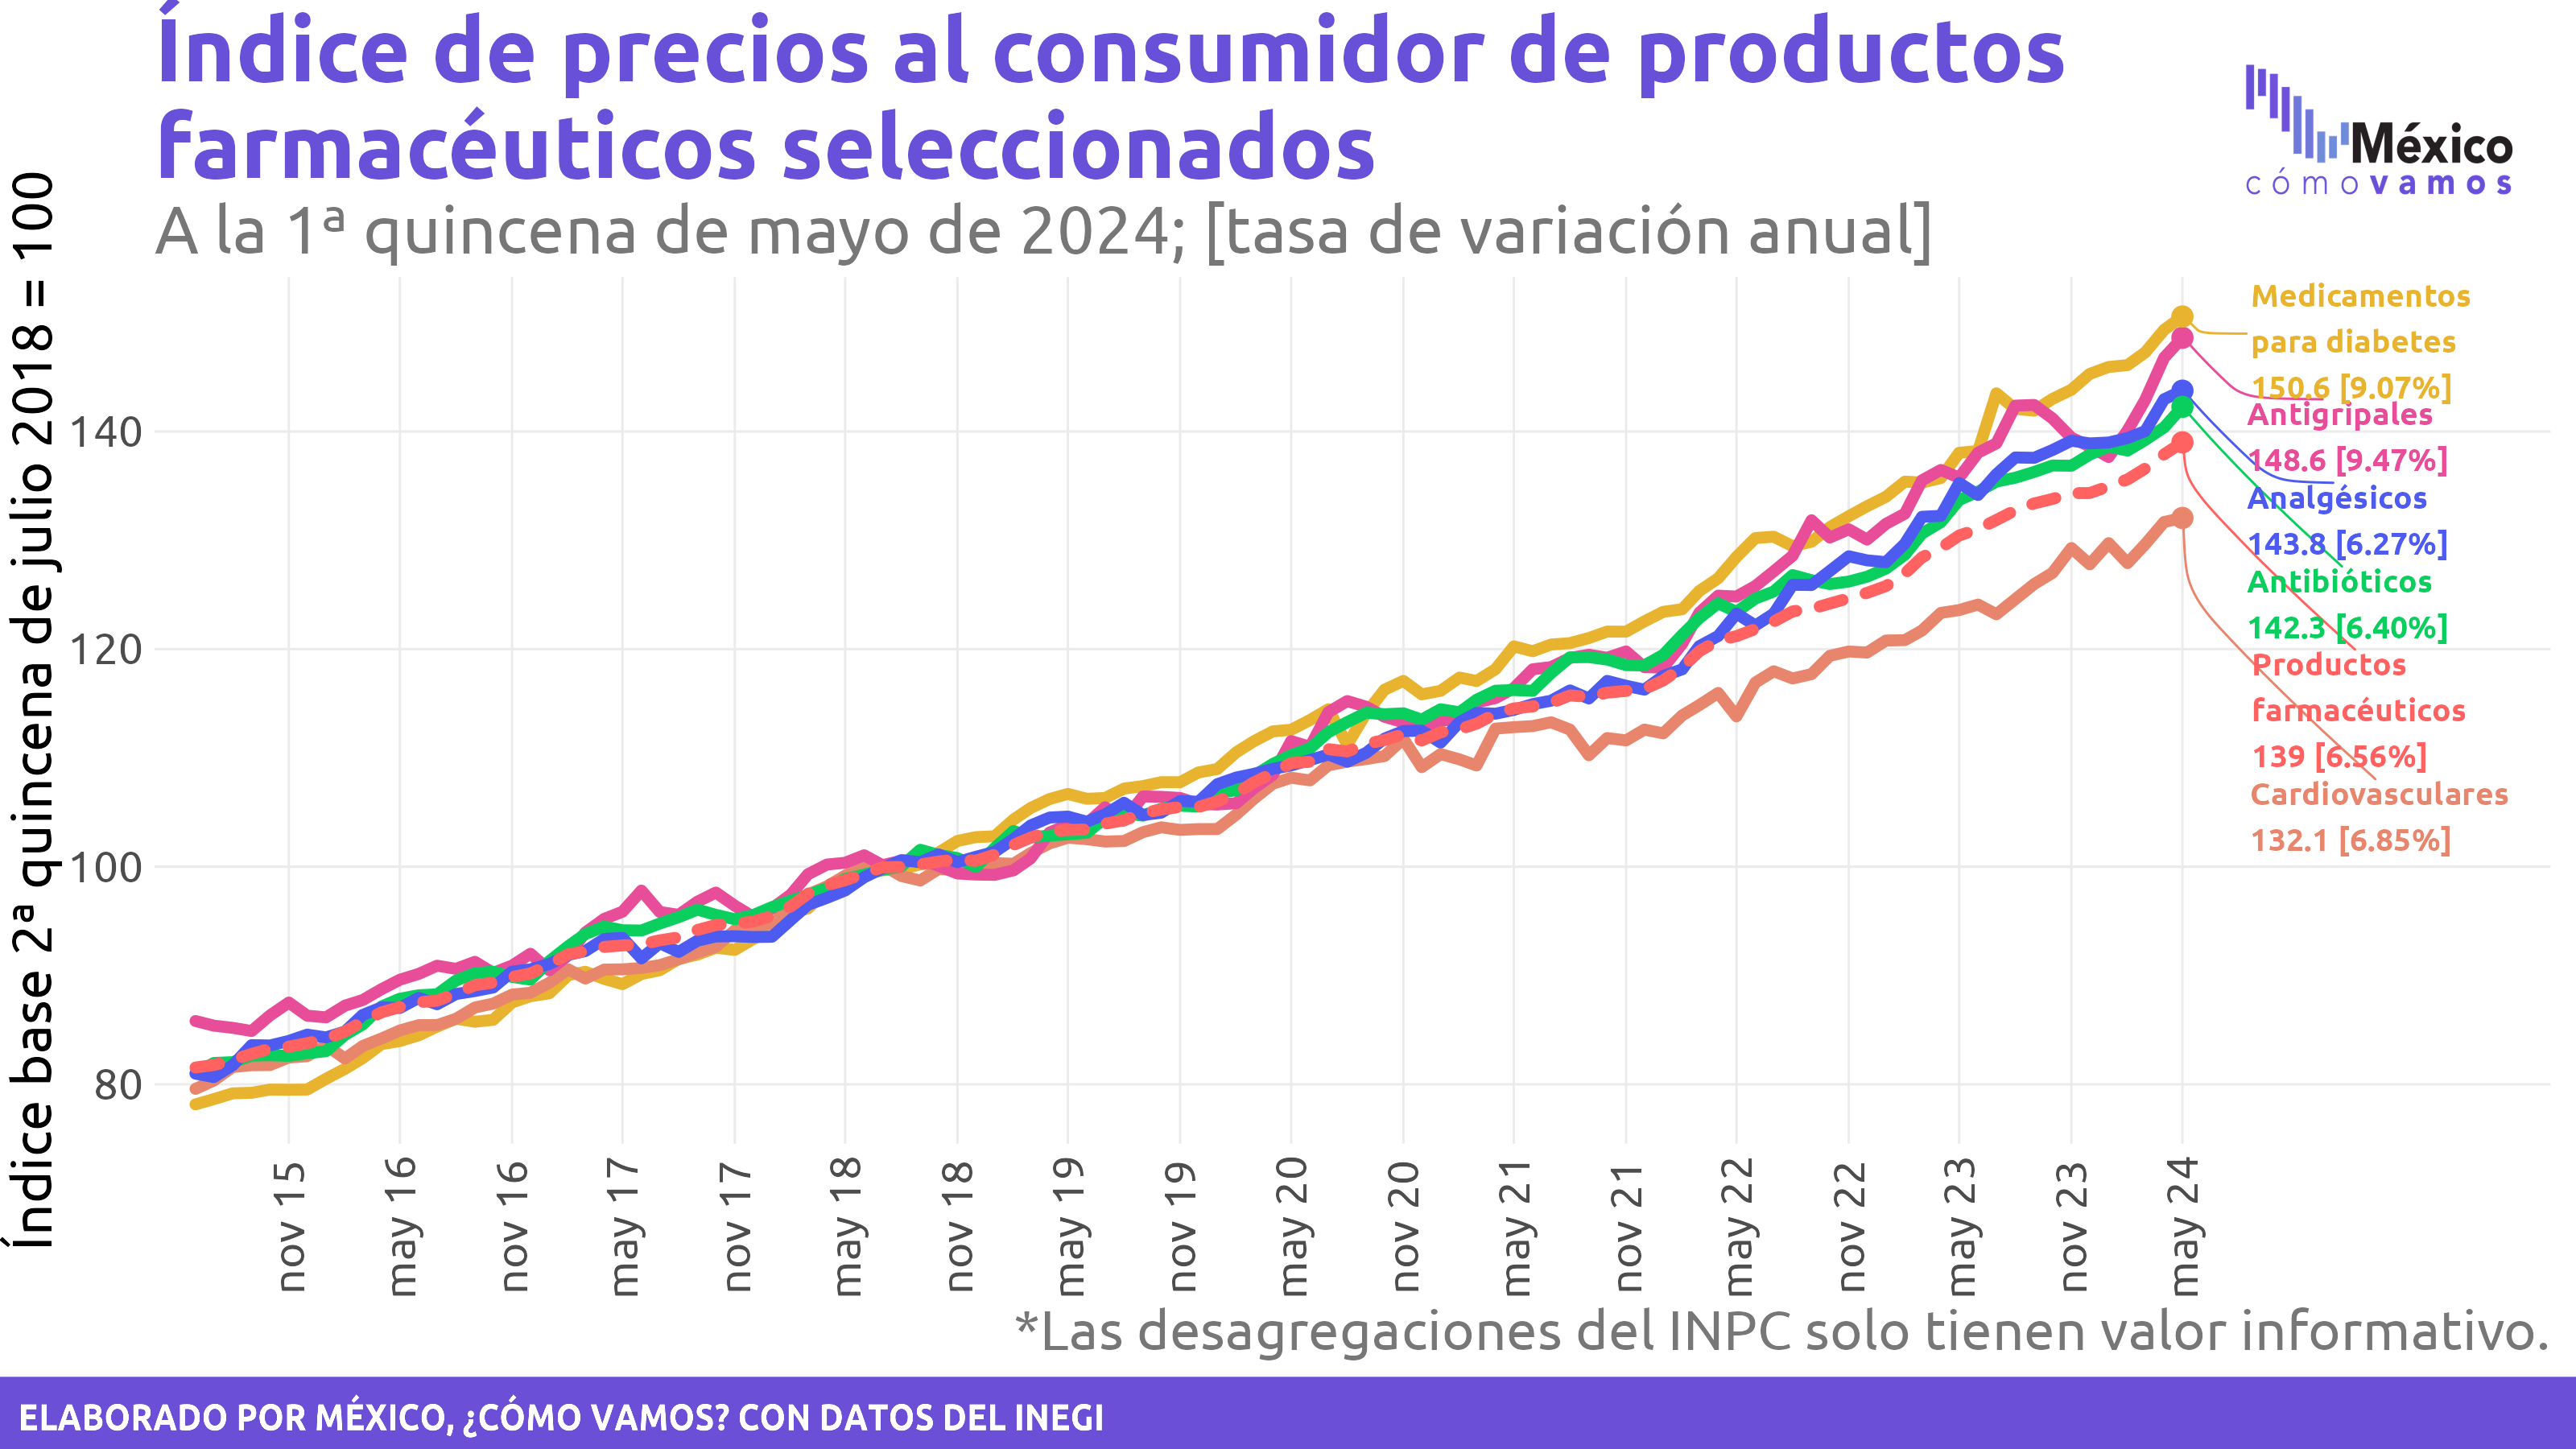 Índice de precios al consumidor de productos
farmacéuticos seleccionados
A la 1ª quincena de mayo de 2024; [tasa de variación anual]
México
cómo vamos
Índice base 2ª quincena de julio 2018 = 100
140
120
100
80
Medicamentos
para diabetes
150.6 [9.07%]
Antigripales
148.6 [9.47%]
Analgésicos
143.8 [6.27%]
Antibióticos
142.3 [6.40%]
Productos
farmacéuticos
139 [6.56%]
Cardiovasculares
132.1 [6.85%]
nov 15
may 16
nov 16
may 17
nov 17
may 18
nov 18
may 19
nov 19
may 20
nov 20
may 21
nov 21
may 22
nov 22
may 23
nov 23
may 24
*Las desagregaciones del INPC solo tienen valor informativo.
ELABORADO POR MÉXICO, ¿CÓMO VAMOS? CON DATOS DEL INEGI